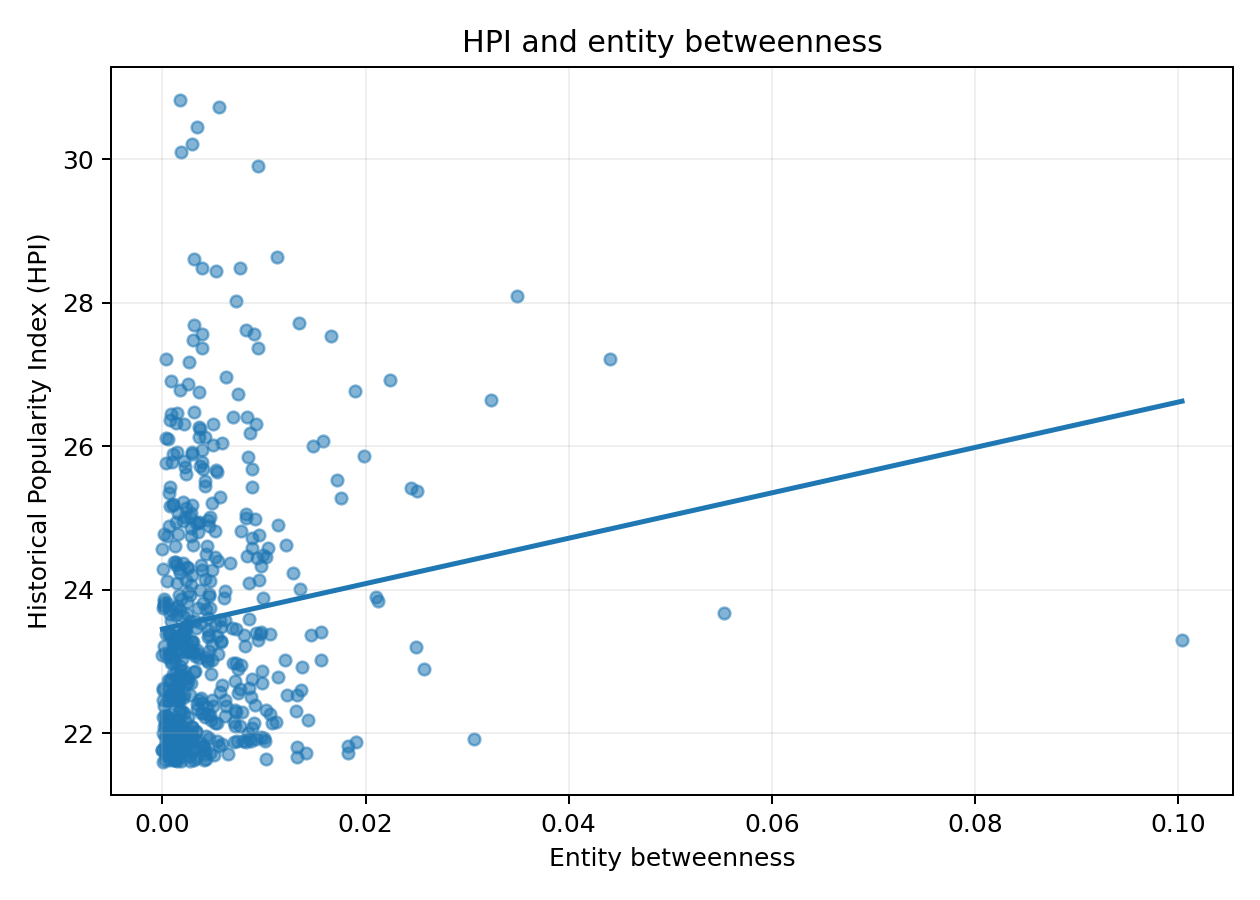 HPI and entity betweenness
Historical Popularity Index (HPI)
30
28
26
24
22
0.00 0.02 0.04 0.06 0.08 0.10
Entity betweenness